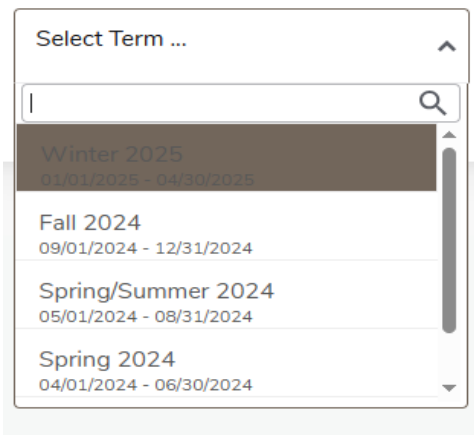 Select Term ...
Winter 2025
01/01/2025 - 04/30/2025
Fall 2024
09/01/2024 - 12/31/2024
Spring/Summer 2024
05/01/2024 - 08/31/2024
Spring 2024
04/01/2024 - 06/30/2024